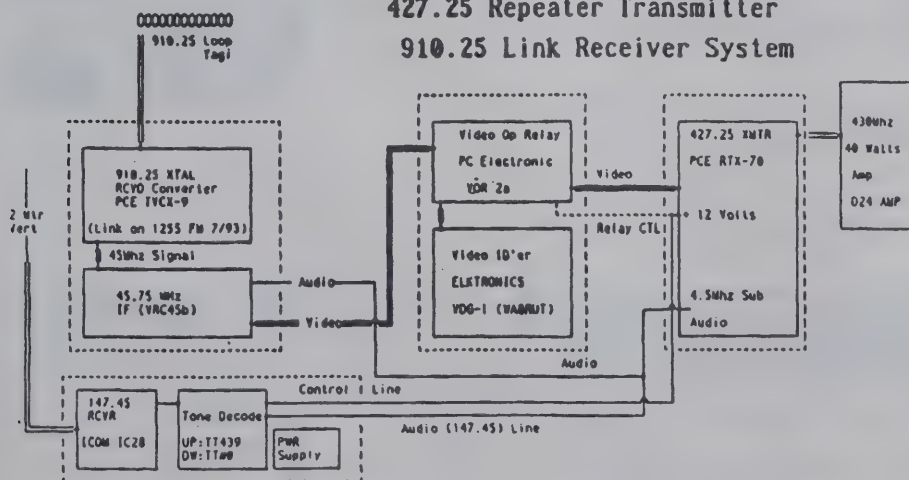 427.25 Repeater Transmitter
910.25 Link Receiver System
910.25 Loop
Yagi
910.25 XTAL
RCVO Converter
PCE TVCX-9
(Link on 1255 FM 7/93)
45Mhz Signal
45.75 MHz
IF (VRC45b)
Audio
Video
2 Mtr
Vert
Video Op Relay
PC Electronic
VOR 2a
Video ID'er
ELKTRONICS
VDG-1 (WA8RUT)
Video
Relay CTL
427.25 XMTR
PCE RTX-70
12 Volts
4.5Mhz Sub
Audio
430Mhz
40 Watts
Amp
D24 AMP
Audio
Control Line
147.45
RCVR
ICOM IC28
Tone Decode
UP:TT439
DW:TT#0
PWR
Supply
Audio (147.45) Line